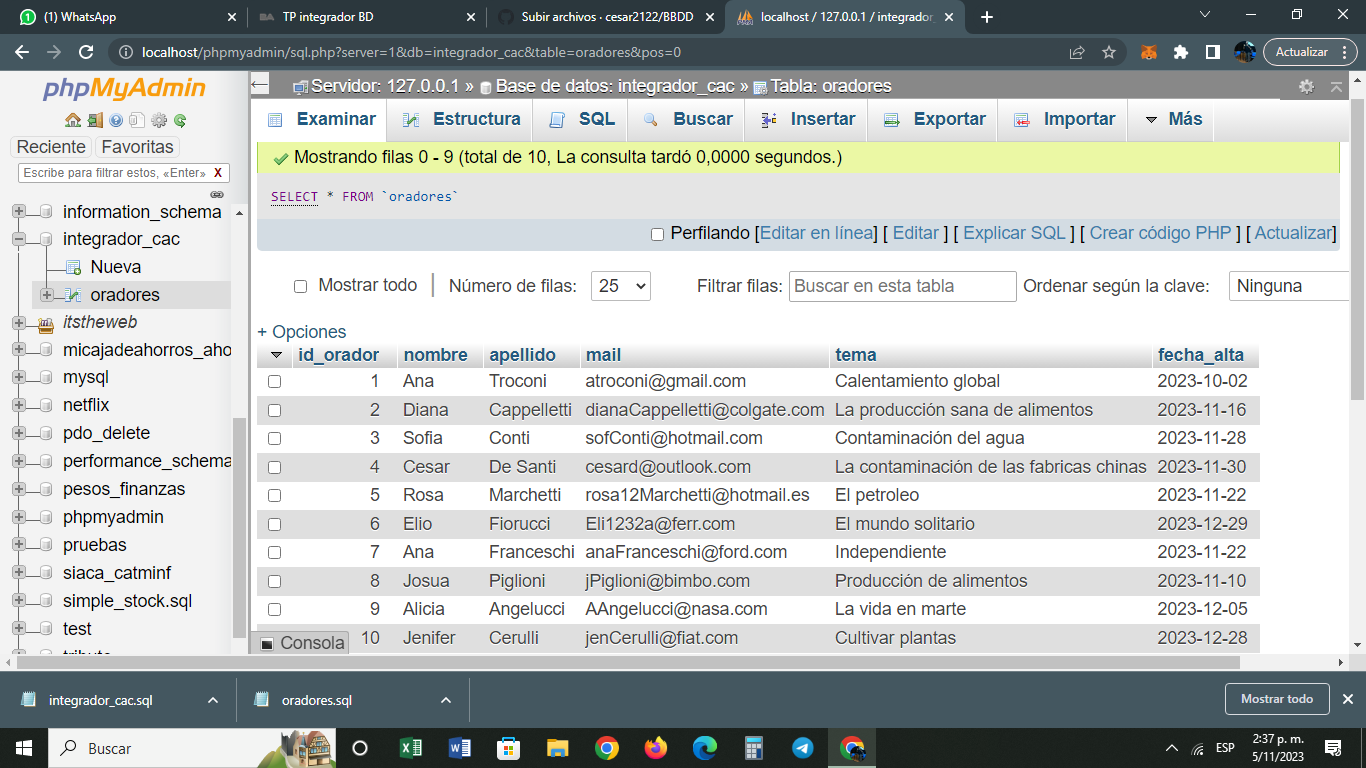 (1) WhatsApp
TP integrador BD
Subir archivos · cesar2122/BBDD
localhost / 127.0.0.1 / integrador_
localhost/phpmyadmin/sql.php?server=1&db=integrador_cac&table=oradores&pos=0
Actualizar
phpMyAdmin
Reciente Favoritas
Escribe para filtrar estos, «Enter» X
information_schema
integrador_cac
Nueva
oradores
itstheweb
micajadeahorros_aho
mysql
netflix
pdo_delete
performance_schema
pesos_finanzas
phpmyadmin
pruebas
siaca_catminf
simple_stock.sql
test
Servidor: 127.0.0.1 » Base de datos: integrador_cac » Tabla: oradores
Examinar Estructura SQL Buscar Insertar Exportar Importar Más
Mostrando filas 0 - 9 (total de 10, La consulta tardó 0,0000 segundos.)
SELECT * FROM `oradores`
Perfilando [Editar en línea] [ Editar ] [ Explicar SQL ] [ Crear código PHP ] [ Actualizar]
Mostrar todo | Número de filas: 25 Filtrar filas: Buscar en esta tabla Ordenar según la clave: Ninguna
+ Opciones
id_orador nombre apellido mail tema fecha_alta
1 Ana Troconi atroconi@gmail.com Calentamiento global 2023-10-02
2 Diana Cappelletti dianaCappelletti@colgate.com La producción sana de alimentos 2023-11-16
3 Sofia Conti sofConti@hotmail.com Contaminación del agua 2023-11-28
4 Cesar De Santi cesard@outlook.com La contaminación de las fabricas chinas 2023-11-30
5 Rosa Marchetti rosa12Marchetti@hotmail.es El petroleo 2023-11-22
6 Elio Fiorucci Eli1232a@ferr.com El mundo solitario 2023-12-29
7 Ana Franceschi anaFranceschi@ford.com Independiente 2023-11-22
8 Josua Piglioni jPiglioni@bimbo.com Producción de alimentos 2023-11-10
9 Alicia Angelucci AAngelucci@nasa.com La vida en marte 2023-12-05
10 Jenifer Cerulli jenCerulli@fiat.com Cultivar plantas 2023-12-28
Consola
integrador_cac.sql
oradores.sql
Mostrar todo
Buscar
ESP
2:37 p. m.
5/11/2023